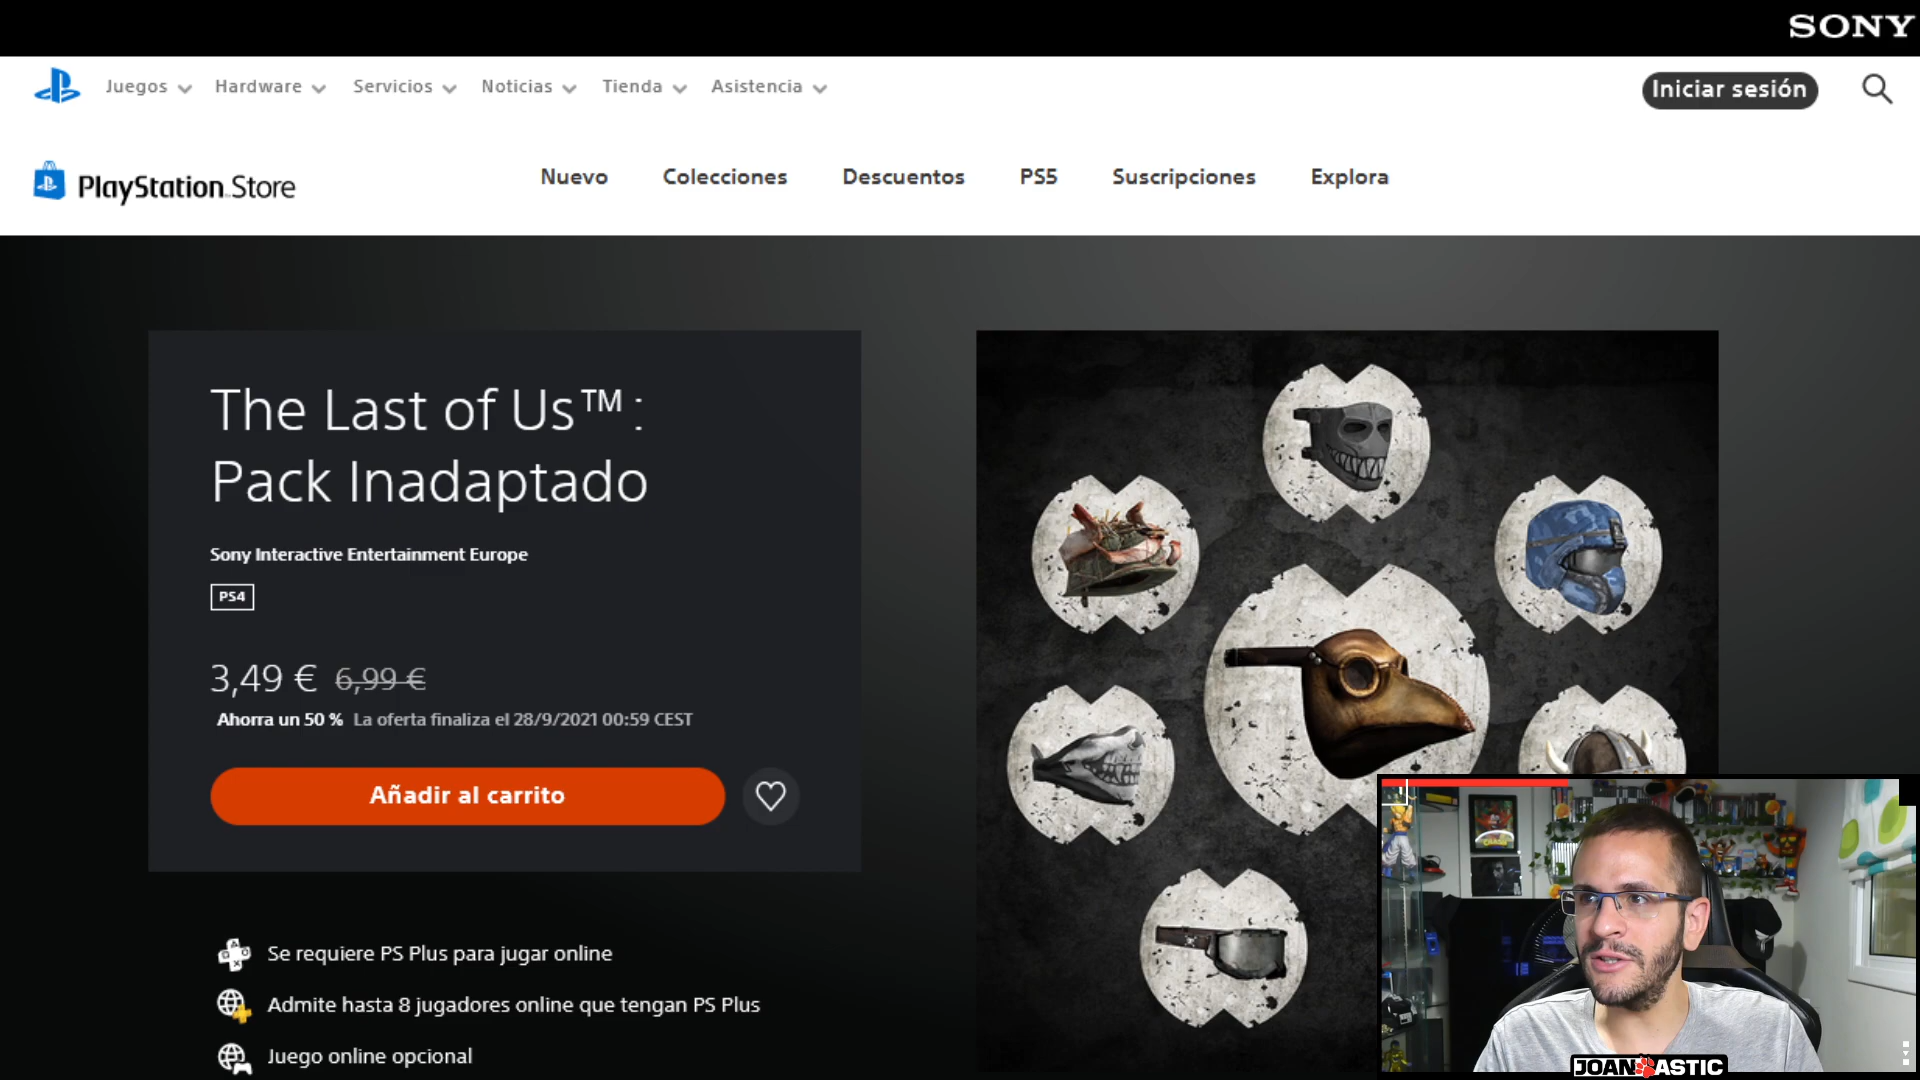 SONY
Juegos Hardware Servicios Noticias Tienda Asistencia
Iniciar sesión
PlayStation Store
Nuevo Colecciones Descuentos PS5 Suscripciones Explora
The Last of Us™:
Pack Inadaptado
Sony Interactive Entertainment Europe
PS4
3,49 € 6,99 €
Ahorra un 50 % La oferta finaliza el 28/9/2021 00:59 CEST
Añadir al carrito
Se requiere PS Plus para jugar online
Admite hasta 8 jugadores online que tengan PS Plus
Juego online opcional